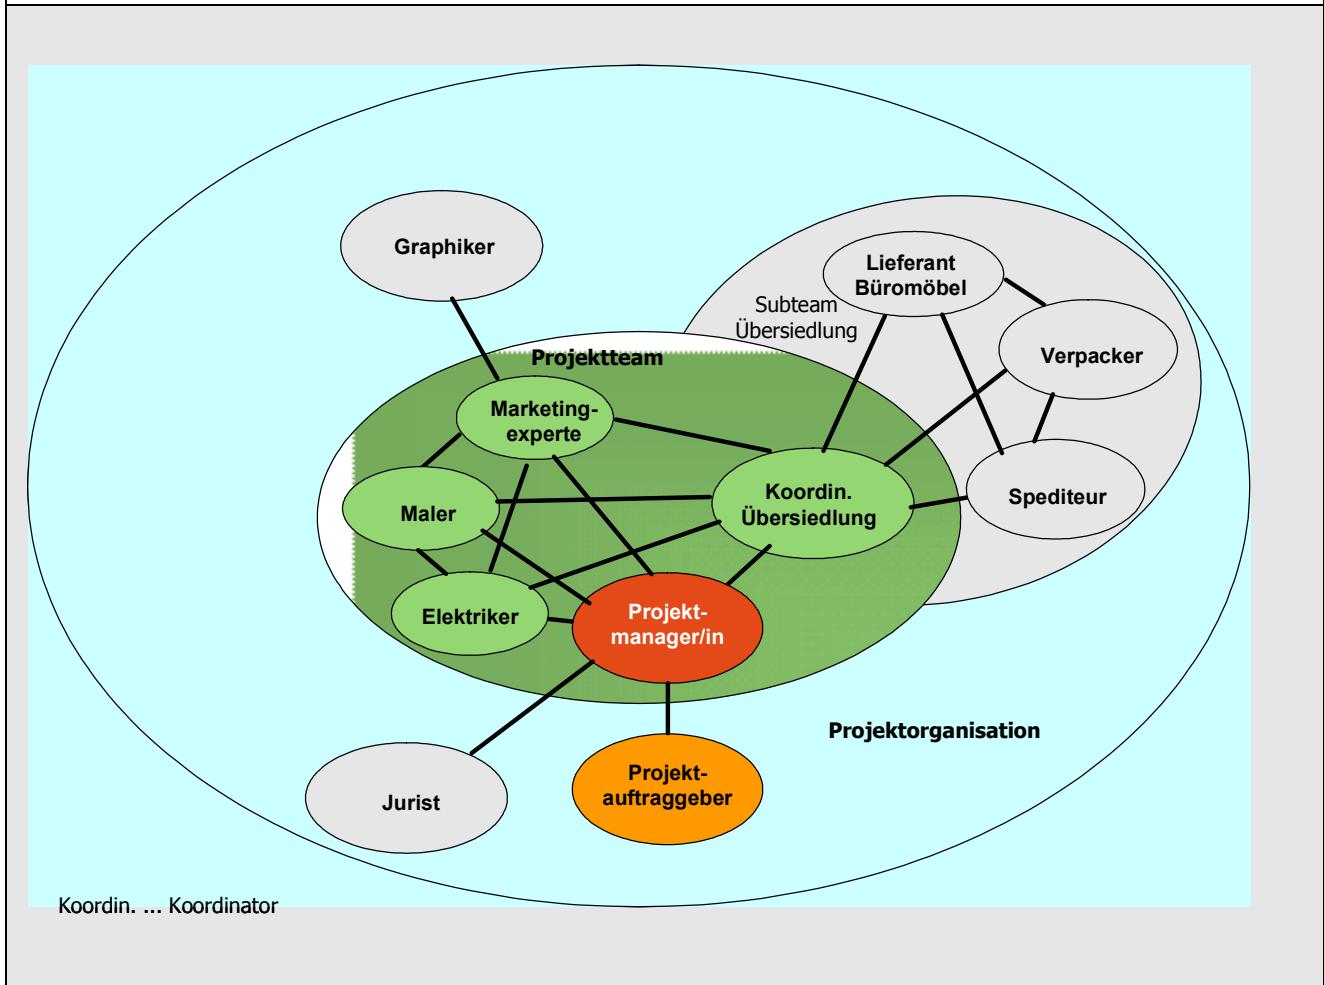 Graphiker
Lieferant
Büromöbel
Subteam
Übersiedlung
Verpacker
Projektteam
Marketing-
experte
Koordin.
Übersiedlung
Spediteur
Maler
Elektriker
Projekt-
manager/in
Projektorganisation
Projekt-
auftraggeber
Jurist
Koordin. ... Koordinator